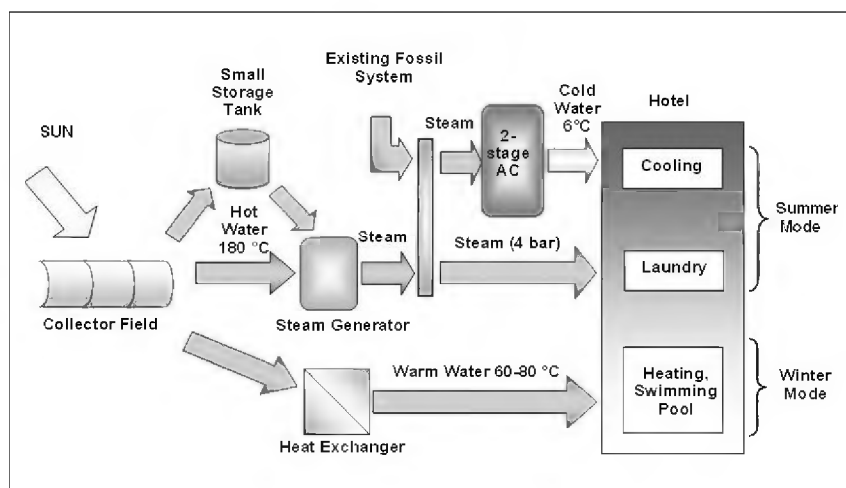 Existing Fossil
System
Small
Storage
Tank
Cold
Water
6°C
Hotel
SUN
Steam
2-
stage
AC
Cooling
Hot
Water
180 °C
Steam
Steam (4 bar)
Summer
Mode
Laundry
Collector Field
Steam Generator
Warm Water 60-80 °C
Heating,
Swimming
Pool
Winter
Mode
Heat Exchanger